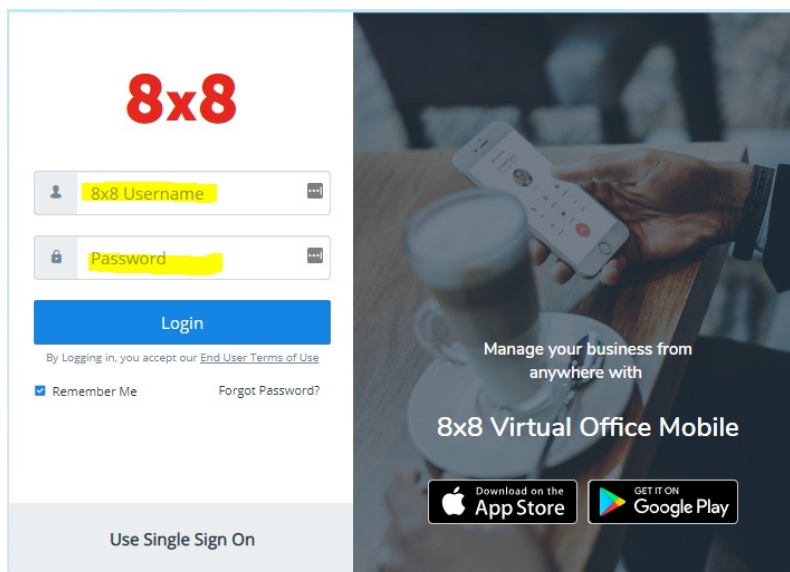 8x8
8x8 Username
Password
Login
By Logging in, you accept our End User Terms of Use
Remember Me
Forgot Password?
Use Single Sign On
Manage your business from
anywhere with
8x8 Virtual Office Mobile
Download on the
App Store
GET IT ON
Google Play